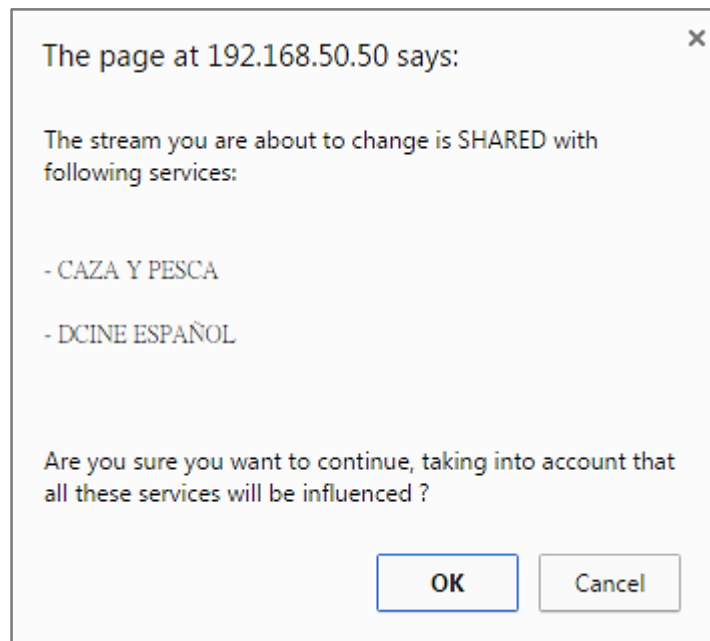 The page at 192.168.50.50 says:
The stream you are about to change is SHARED with
following services:
- CAZA Y PESCA
- DCINE ESPAÑOL
Are you sure you want to continue, taking into account that
all these services will be influenced ?
OK
Cancel